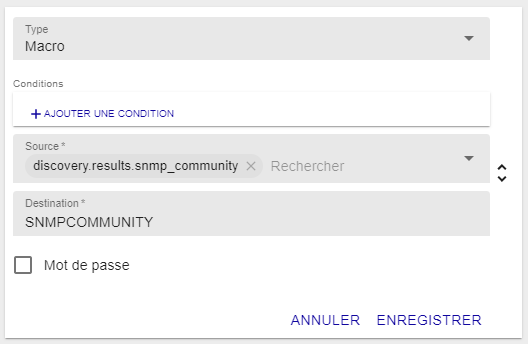 Type
Macro
Conditions
+ AJOUTER UNE CONDITION
Source *
discovery.results.snmp_community × Rechercher
Destination *
SNMPCOMMUNITY
Mot de passe
ANNULER ENREGISTRER